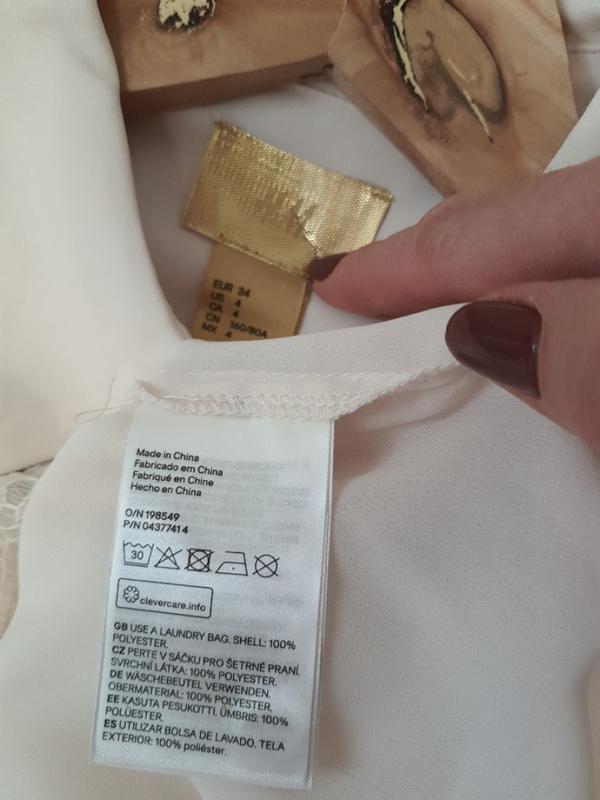 H&M
EUR 34
US 4
CA 4
CN 160/80A
MX 4
Made in China
Fabricado em China
Fabriqué en Chine
Hecho en China
O/N 198549
P/N 04377414
30
clevercare.info
GB USE A LAUNDRY BAG. SHELL: 100%
POLYESTER.
CZ PERTE V SÁČKU PRO ŠETRNÉ PRANÍ.
SVRCHNÍ LÁTKA: 100% POLYESTER.
DE WÄSCHEBEUTEL VERWENDEN.
OBERMATERIAL: 100% POLYESTER.
EE KASUTA PESUKOTTI. ÜMBRIS: 100%
POLÜESTER.
ES UTILIZAR BOLSA DE LAVADO. TELA
EXTERIOR: 100% poliéster.